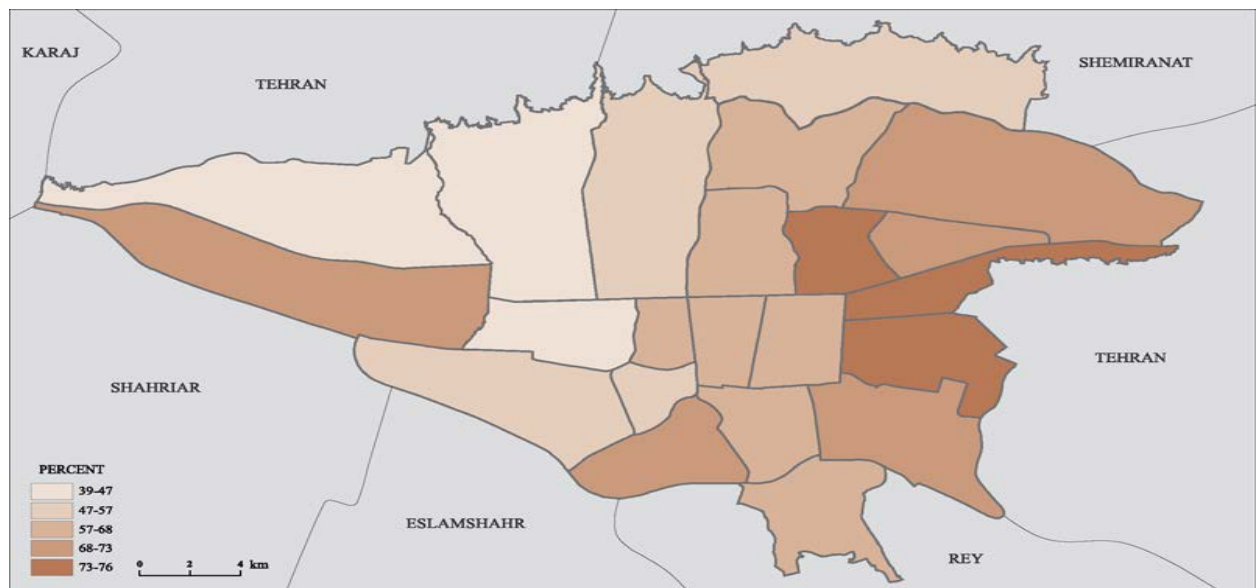 KARAJ
TEHRAN
SHEMIRANAT
TEHRAN
SHAHRIAR
ESLAMSHAHR
REY
PERCENT
39-47
47-57
57-68
68-73
73-76
0 2 4 km